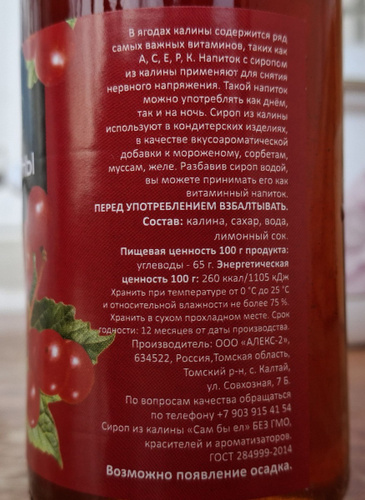 В ягодах калины содержится ряд
самых важных витаминов, таких как
А, С, Е, Р, К. Напиток с сиропом
из калины применяют для снятия
нервного напряжения. Такой напиток
можно употреблять как днём,
так и на ночь. Сироп из калины
используют в кондитерских изделиях,
в качестве вкусоароматической
добавки к мороженому, сорбетам,
муссам, желе. Разбавив сироп водой,
вы можете принимать его как
витаминный напиток.
ПЕРЕД УПОТРЕБЛЕНИЕМ ВЗБАЛТЫВАТЬ.
Состав: калина, сахар, вода,
лимонный сок.
Пищевая ценность 100 г продукта:
углеводы - 65 г. Энергетическая
ценность 100 г: 260 ккал/1105 кДж
Хранить при температуре от 0 °С до 25 °С
и относительной влажности не более 75 %.
Хранить в сухом прохладном месте. Срок
годности: 12 месяцев от даты производства.
Производитель: ООО «АЛЕКС-2»,
634522, Россия,Томская область,
Томский р-н, с. Калтай,
ул. Совхозная, 7 Б.
По вопросам качества обращаться
по телефону +7 903 915 41 54
Сироп из калины «Сам бы ел» БЕЗ ГМО,
красителей и ароматизаторов.
ГОСТ 284999-2014
Возможно появление осадка.